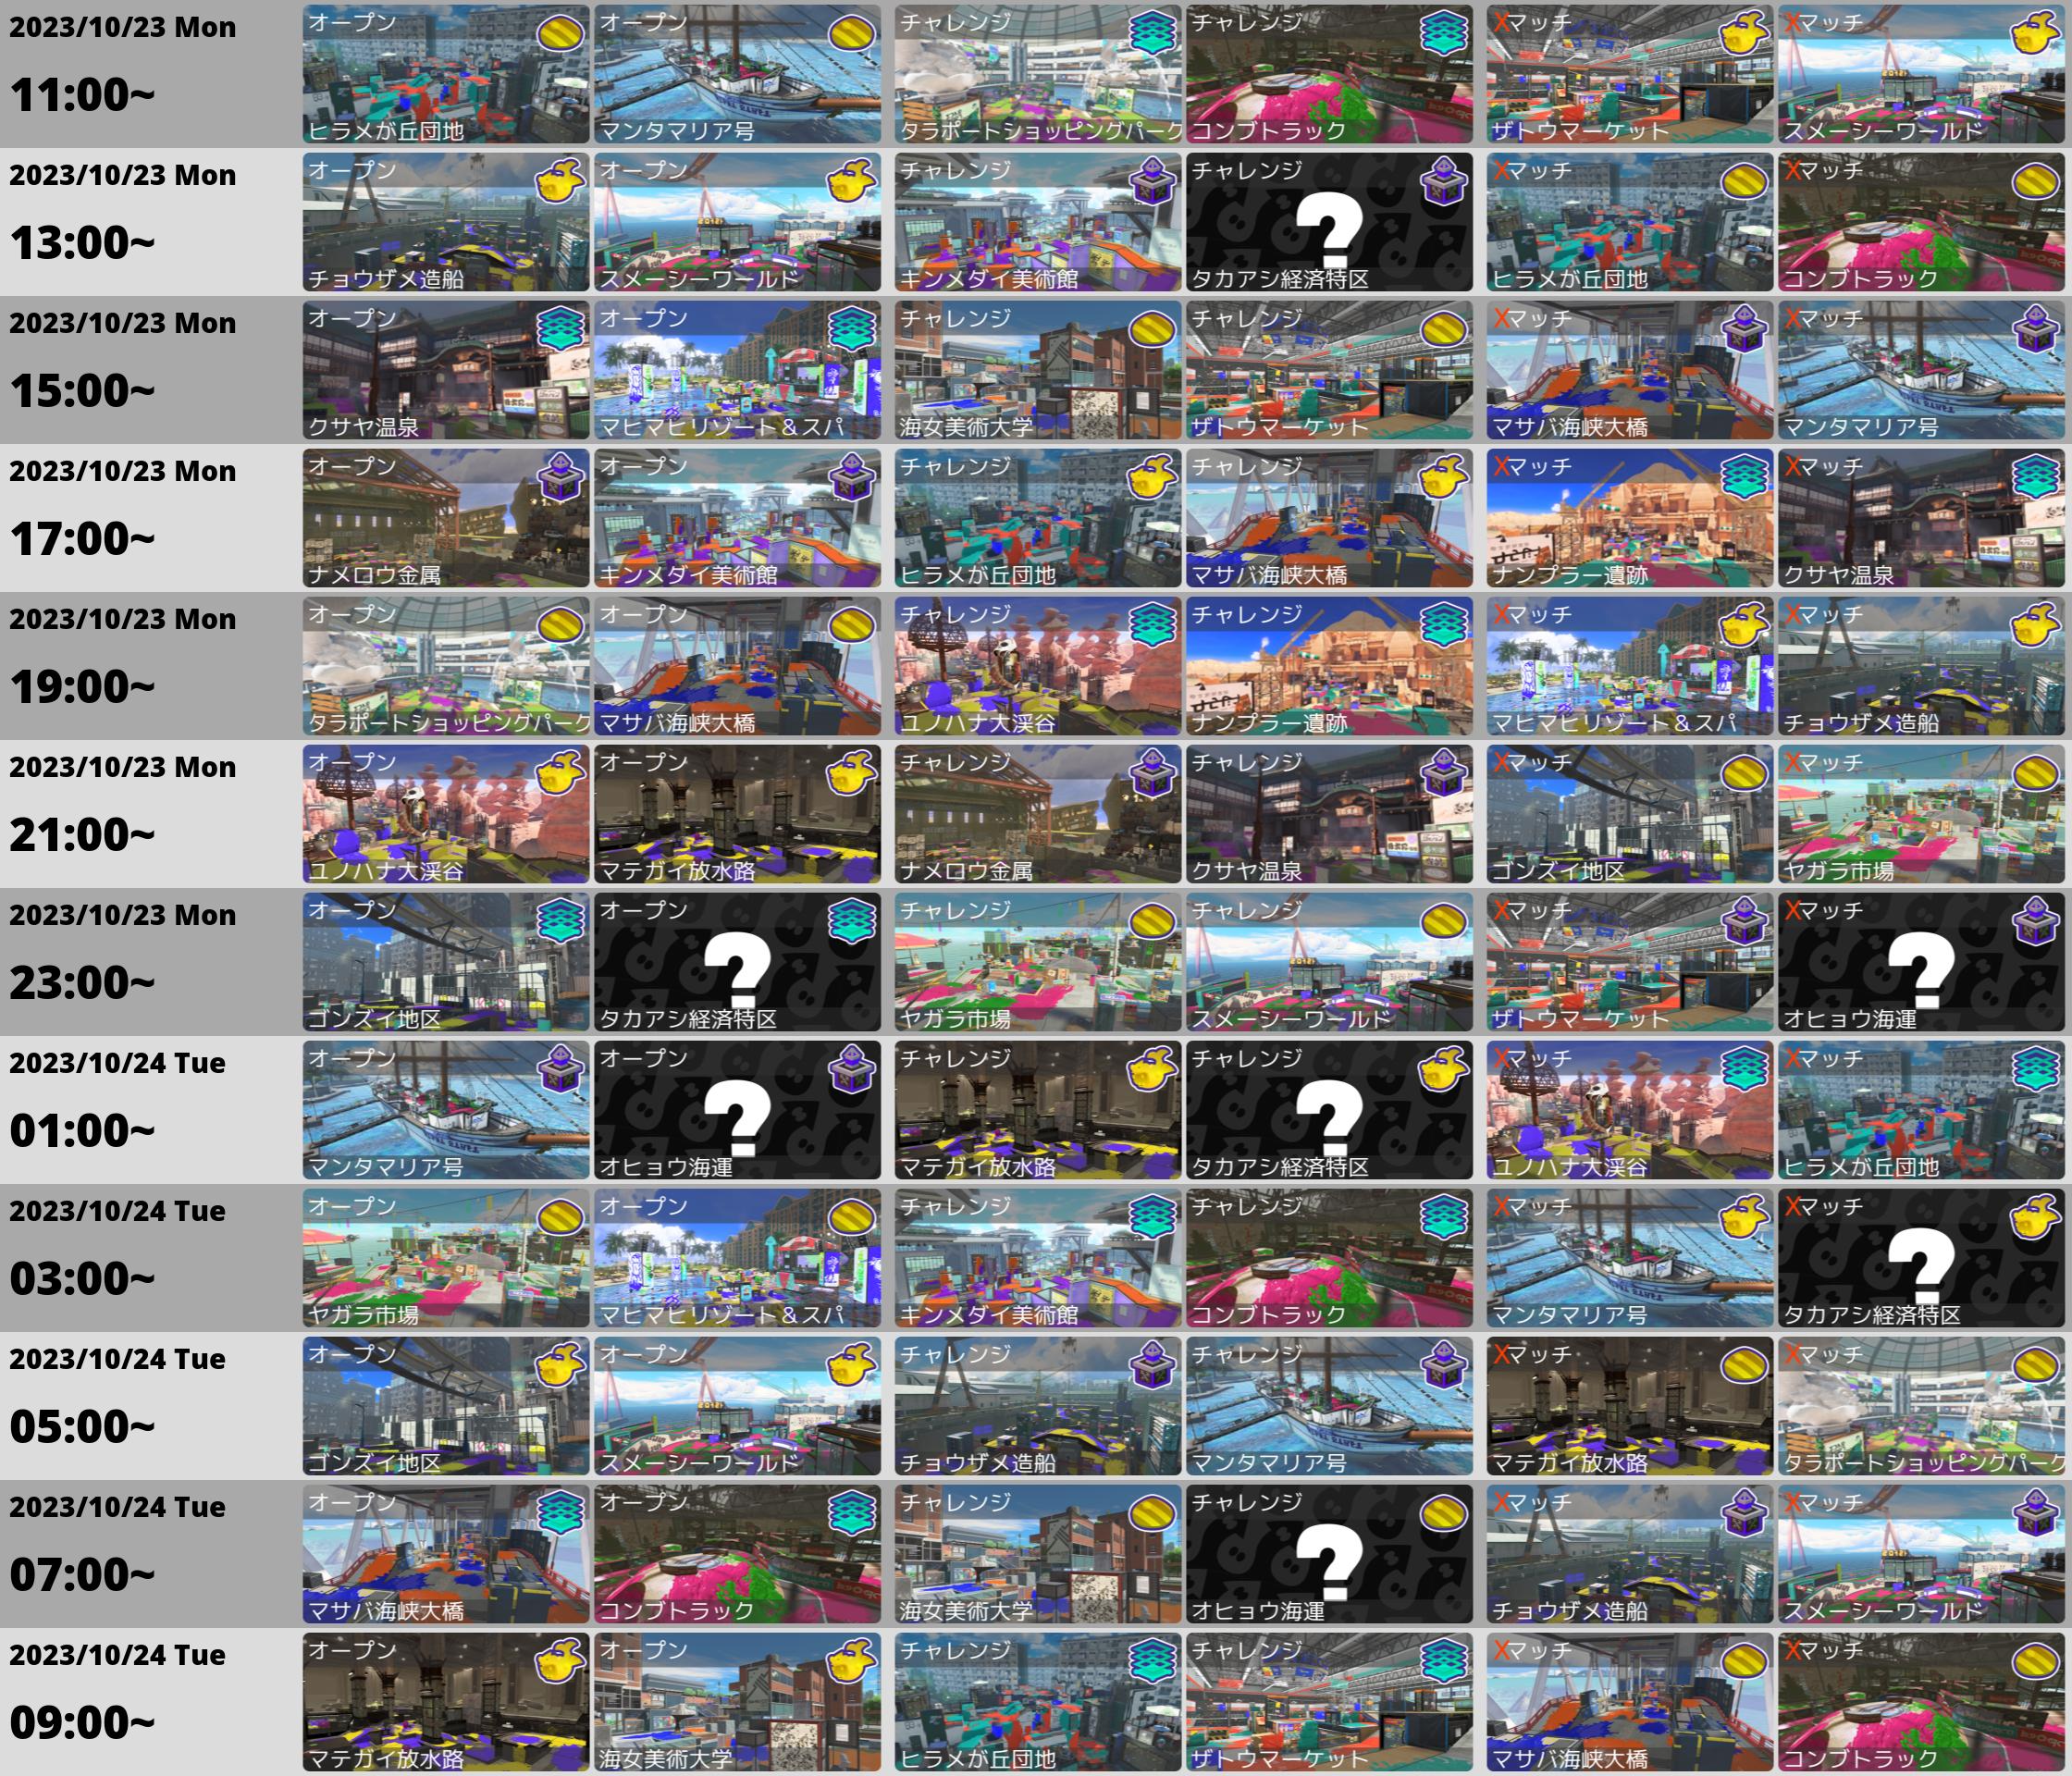 2023/10/23 Mon
11:00~
オープン
ヒラメが丘団地
オープン
マンタマリア号
チャレンジ
タラポートショッピングパーク
チャレンジ
コンブトラック
Xマッチ
ザトウマーケット
Xマッチ
スメーシーワールド
2023/10/23 Mon
13:00~
オープン
チョウザメ造船
オープン
スメーシーワールド
チャレンジ
キンメダイ美術館
チャレンジ
?
タカアシ経済特区
Xマッチ
ヒラメが丘団地
Xマッチ
コンブトラック
2023/10/23 Mon
15:00~
オープン
クサヤ温泉
オープン
マヒマヒリゾート＆スパ
チャレンジ
海女美術大学
チャレンジ
ザトウマーケット
Xマッチ
マサバ海峡大橋
Xマッチ
マンタマリア号
2023/10/23 Mon
17:00~
オープン
ナメロウ金属
オープン
キンメダイ美術館
チャレンジ
ヒラメが丘団地
チャレンジ
マサバ海峡大橋
Xマッチ
ナンプラー遺跡
Xマッチ
クサヤ温泉
2023/10/23 Mon
19:00~
オープン
タラポートショッピングパーク
オープン
マサバ海峡大橋
チャレンジ
ユノハナ大渓谷
チャレンジ
ナンプラー遺跡
Xマッチ
マヒマヒリゾート＆スパ
Xマッチ
チョウザメ造船
2023/10/23 Mon
21:00~
オープン
ユノハナ大渓谷
オープン
マテガイ放水路
チャレンジ
ナメロウ金属
チャレンジ
クサヤ温泉
Xマッチ
ゴンズイ地区
Xマッチ
ヤガラ市場
2023/10/23 Mon
23:00~
オープン
ゴンズイ地区
オープン
?
タカアシ経済特区
チャレンジ
ヤガラ市場
チャレンジ
スメーシーワールド
Xマッチ
ザトウマーケット
Xマッチ
?
オヒョウ海運
2023/10/24 Tue
01:00~
オープン
マンタマリア号
オープン
?
オヒョウ海運
チャレンジ
マテガイ放水路
チャレンジ
?
タカアシ経済特区
Xマッチ
ユノハナ大渓谷
Xマッチ
ヒラメが丘団地
2023/10/24 Tue
03:00~
オープン
ヤガラ市場
オープン
マヒマヒリゾート＆スパ
チャレンジ
キンメダイ美術館
チャレンジ
コンブトラック
Xマッチ
マンタマリア号
Xマッチ
?
タカアシ経済特区
2023/10/24 Tue
05:00~
オープン
ゴンズイ地区
オープン
スメーシーワールド
チャレンジ
チョウザメ造船
チャレンジ
マンタマリア号
Xマッチ
マテガイ放水路
Xマッチ
タラポートショッピングパーク
2023/10/24 Tue
07:00~
オープン
マサバ海峡大橋
オープン
コンブトラック
チャレンジ
海女美術大学
チャレンジ
?
オヒョウ海運
Xマッチ
チョウザメ造船
Xマッチ
スメーシーワールド
2023/10/24 Tue
09:00~
オープン
マテガイ放水路
オープン
海女美術大学
チャレンジ
ヒラメが丘団地
チャレンジ
ザトウマーケット
Xマッチ
マサバ海峡大橋
Xマッチ
コンブトラック